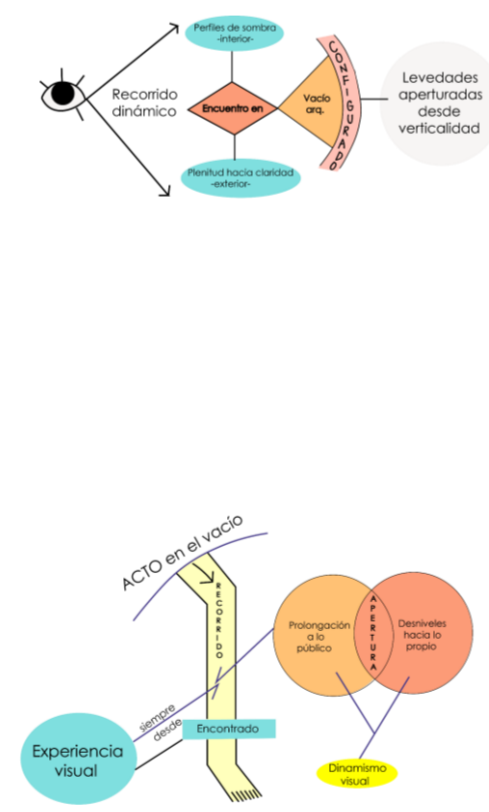 Perfiles de sombra
-interior-
Recorrido
dinámico
Encuentro en
Vacío
arq.
CONFIGURADO
Levedades
aperturadas
desde
verticalidad
Plenitud hacia claridad
-exterior-
ACTO en el vacío
RECORRIDO
Prolongación
a lo
público
APERTURA
Desniveles
hacia lo
propio
siempre
desde
Encontrado
Experiencia
visual
Dinamismo
visual